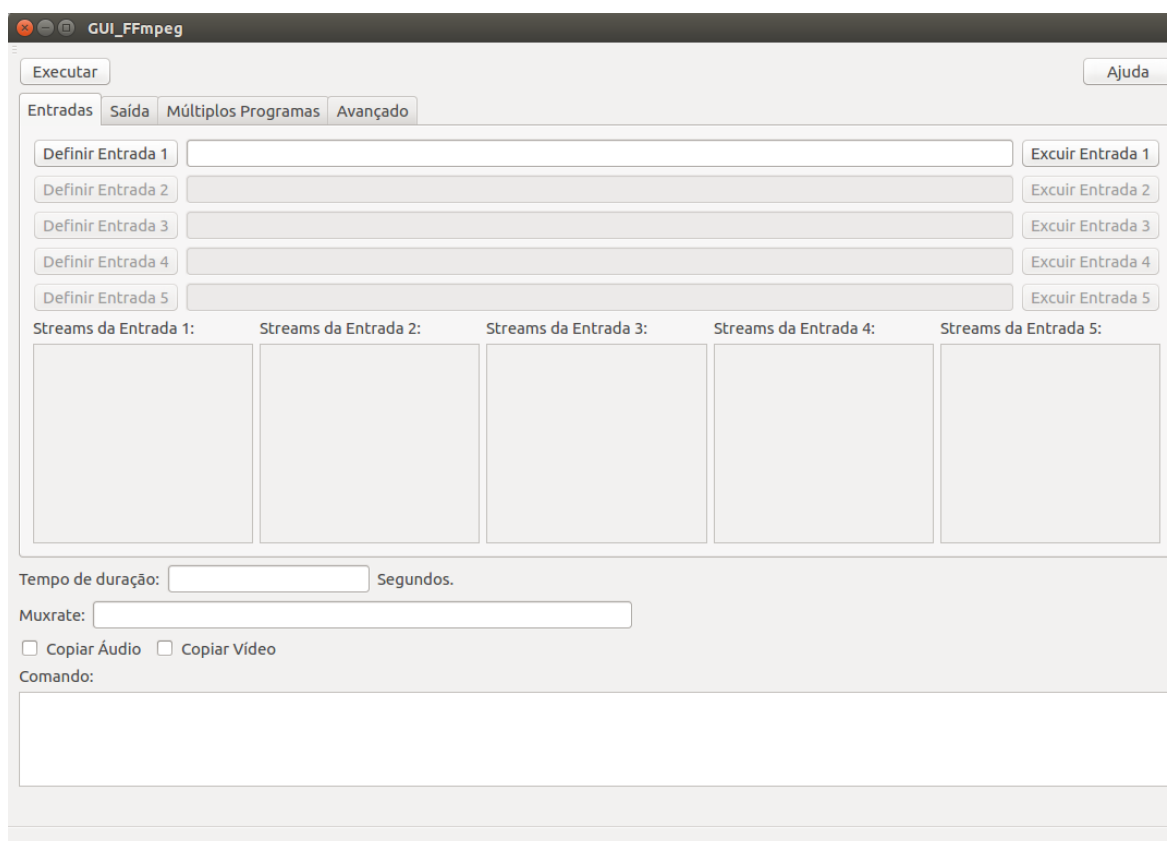 GUI_FFmpeg
Executar Ajuda
Entradas Saída Múltiplos Programas Avançado
Definir Entrada 1 Excuir Entrada 1
Definir Entrada 2 Excuir Entrada 2
Definir Entrada 3 Excuir Entrada 3
Definir Entrada 4 Excuir Entrada 4
Definir Entrada 5 Excuir Entrada 5
Streams da Entrada 1: Streams da Entrada 2: Streams da Entrada 3: Streams da Entrada 4: Streams da Entrada 5:
Tempo de duração: Segundos.
Muxrate:
Copiar Áudio Copiar Vídeo
Comando: